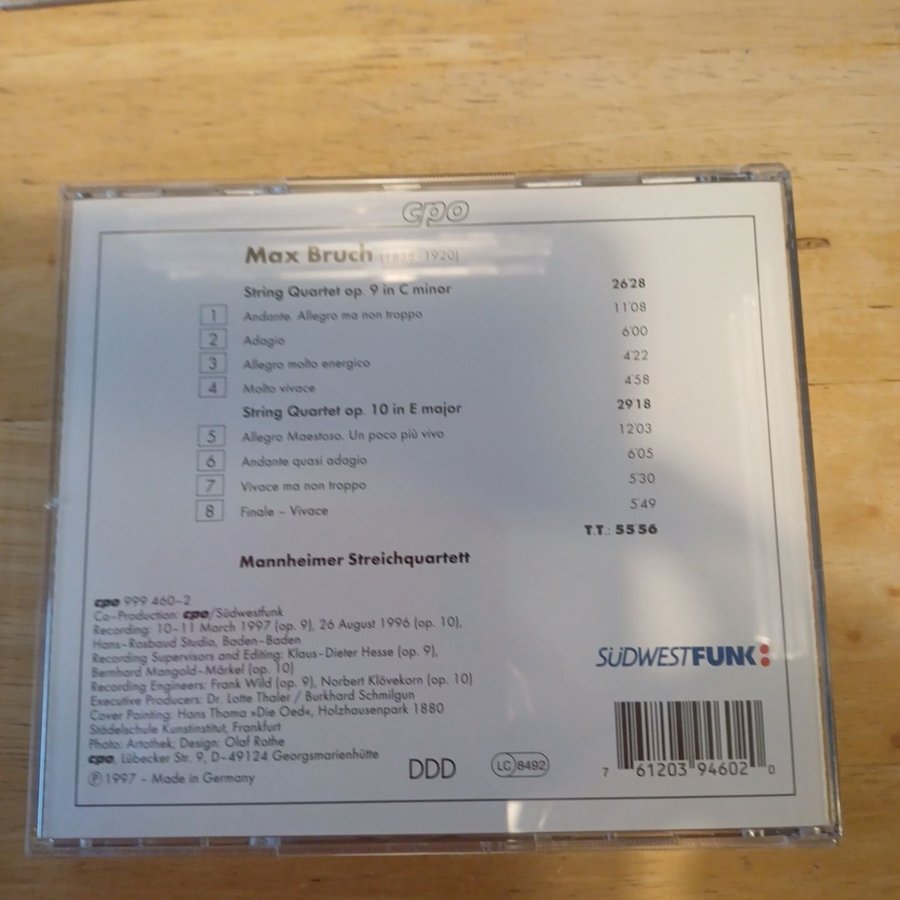 cpo
Max Bruch (1838-1920)
String Quartet op. 9 in C minor 26'28
1 Andante. Allegro ma non troppo 11'08
2 Adagio 6'00
3 Allegro molto energico 4'22
4 Molto vivace 4'58
String Quartet op. 10 in E major 29'18
5 Allegro Maestoso. Un poco più vivo 12'03
6 Andante quasi adagio 6'05
7 Vivace ma non troppo 5'30
8 Finale – Vivace 5'49
T.T.: 55'56
Mannheimer Streichquartett
cpo 999 460-2
Co-Production: cpo/Südwestfunk
Recording: 10-11 March 1997 (op. 9), 26 August 1996 (op. 10),
Hans-Rosbaud Studio, Baden-Baden
Recording Supervisors and Editing: Klaus-Dieter Hesse (op. 9),
Bernhard Mangold-Märkel (op. 10)
Recording Engineers: Frank Wild (op. 9), Norbert Klövekorn (op. 10)
Executive Producers: Dr. Lotte Thaler / Burkhard Schmilgun
Cover Painting: Hans Thoma »Die Oed«, Holzhausenpark 1880
Städelschule Kunstinstitut, Frankfurt
Photo: Artothek; Design: Olaf Rothe
cpo, Lübecker Str. 9, D-49124 Georgsmarienhütte
℗ 1997 – Made in Germany
DDD
LC 8492
SÜDWESTFUNK:
7 61203 94602 0